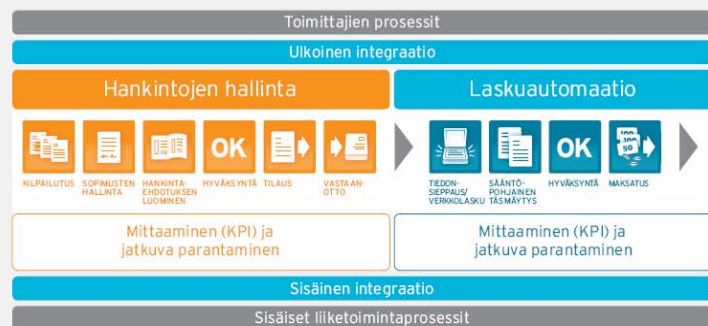 Toimittajien prosessit
Ulkoinen integraatio
Hankintojen hallinta
KILPAILUTUS
SOPIMUSTEN
HALLINTA
HANKINTA-
EHDOTUKSEN
LUOMINEN
OK
HYVÄKSYNTÄ
TILAUS
VASTAAN-
OTTO
Mittaaminen (KPI) ja
jatkuva parantaminen
Laskuautomaatio
TIEDON-
SIEPPAUS/
VERKKOLASKU
SÄÄNTÖ-
POHJAINEN
TÄSMÄYTYS
OK
HYVÄKSYNTÄ
100
50
MAKSATUS
Mittaaminen (KPI) ja
jatkuva parantaminen
Sisäinen integraatio
Sisäiset liiketoimintaprosessit